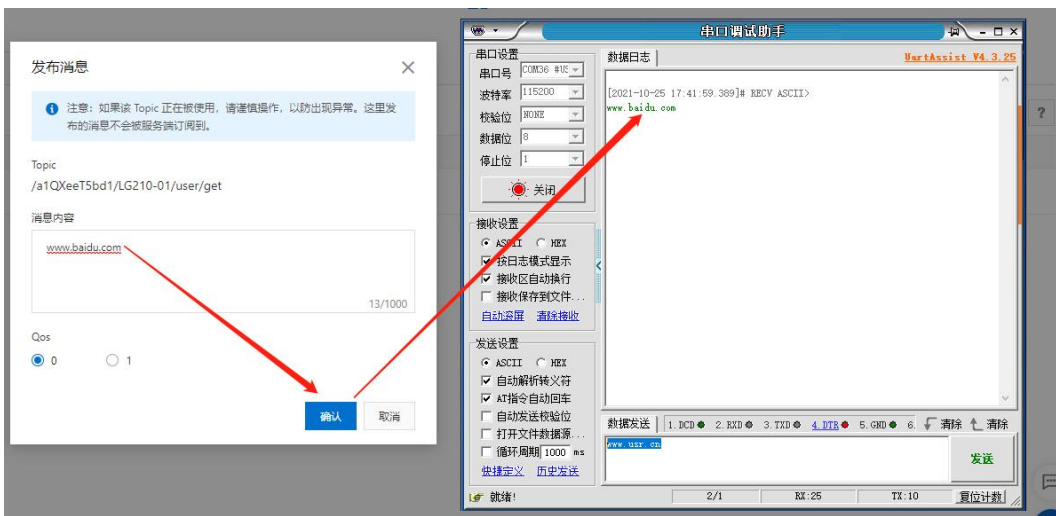 发布消息
注意：如果该 Topic 正在被使用，请谨慎操作，以防出现异常。这里发
布的消息不会被服务端订阅到。
Topic
/a1QXeeT5bd1/LG210-01/user/get
消息内容
www.baidu.com
13/1000
Qos
0
1
确认
取消
串口调试助手
串口设置
串口号 COM36 #US
波特率 115200
校验位 NONE
数据位 8
停止位 1
关闭
接收设置
ASCII HEX
按日志模式显示
接收区自动换行
接收保存到文件...
自动滚屏 清除接收
发送设置
ASCII HEX
自动解析转义符
AT指令自动回车
自动发送校验位
打开文件数据源...
循环周期 1000 ms
快捷定义 历史发送
数据日志
UartAssist V4.3.25
[2021-10-25 17:41:59.389]# RECV ASCII>
www.baidu.com
数据发送 1.DCD 2.RXD 3.TXD 4.DTR 5.GND 6. 清除 清除
www.usr.cn
发送
就绪! 2/1 RX:25 TX:10 复位计数
?